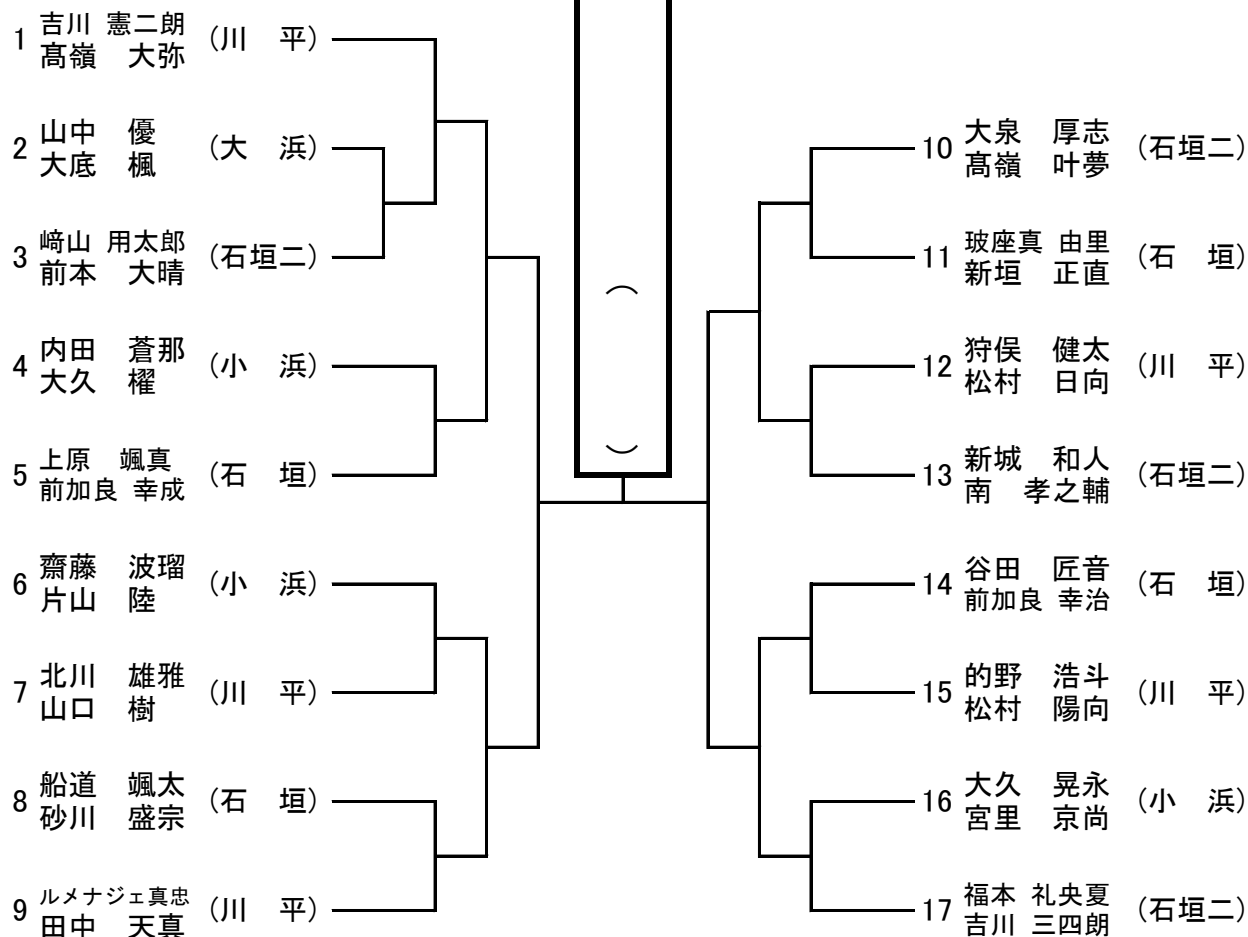 1 吉川 憲二朗 (川 平)
髙嶺 大弥
2 山中 優 (大 浜)
大底 楓
3 﨑山 用太郎 (石垣二)
前本 大晴
4 内田 蒼那 (小 浜)
大久 櫂
5 上原 颯真 (石 垣)
前加良 幸成
6 齋藤 波瑠 (小 浜)
片山 陸
7 北川 雄雅 (川 平)
山口 樹
8 船道 颯太 (石 垣)
砂川 盛宗
9 ルメナジェ真忠 (川 平)
田中 天真
(
)
10 大泉 厚志 (石垣二)
髙嶺 叶夢
11 玻座真 由里 (石 垣)
新垣 正直
12 狩俣 健太 (川 平)
松村 日向
13 新城 和人 (石垣二)
南 孝之輔
14 谷田 匠音 (石 垣)
前加良 幸治
15 的野 浩斗 (川 平)
松村 陽向
16 大久 晃永 (小 浜)
宮里 京尚
17 福本 礼央夏 (石垣二)
吉川 三四朗